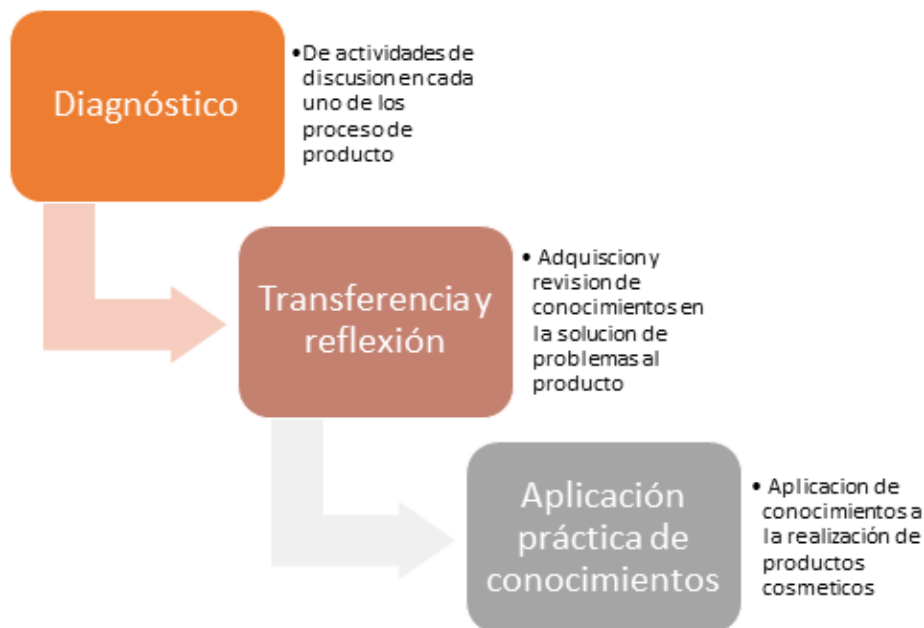 Diagnóstico
•De actividades de
discusion en cada
uno de los
proceso de
producto
Transferencia y
reflexión
• Adquiscion y
revision de
conocimientos en
la solucion de
problemas al
producto
Aplicación
práctica de
conocimientos
• Aplicacion de
conocimientos a
la realización de
productos
cosmeticos